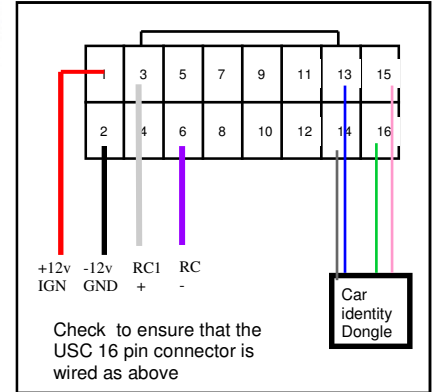 1 3 5 7 9 11 13 15
2 4 6 8 10 12 14 16
+12v -12v RC1 RC
IGN GND + -
Car
identity
Dongle
Check to ensure that the
USC 16 pin connector is
wired as above